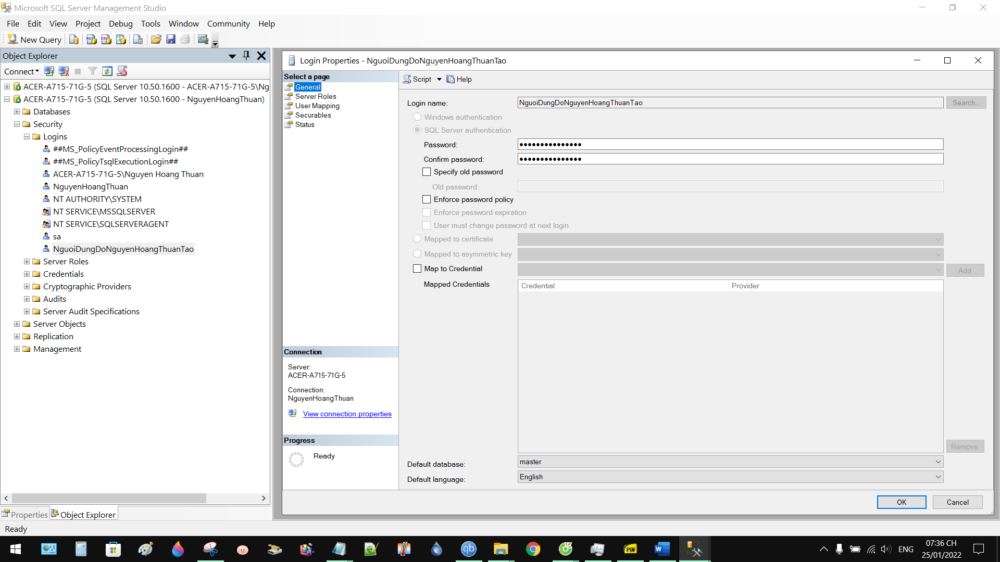 Microsoft SQL Server Management Studio
File Edit View Project Debug Tools Window Community Help
New Query
Object Explorer
Connect
ACER-A715-71G-5 (SQL Server 10.50.1600 - ACER-A715-71G-5\Ng
ACER-A715-71G-5 (SQL Server 10.50.1600 - NguyenHoangThuan)
Databases
Security
Logins
##MS_PolicyEventProcessingLogin##
##MS_PolicyTsqlExecutionLogin##
ACER-A715-71G-5\Nguyen Hoang Thuan
NguyenHoangThuan
NT AUTHORITY\SYSTEM
NT SERVICE\MSSQLSERVER
NT SERVICE\SQLSERVERAGENT
sa
NguoiDungDoNguyenHoangThuanTao
Server Roles
Credentials
Cryptographic Providers
Audits
Server Audit Specifications
Server Objects
Replication
Management
Properties
Object Explorer
Ready
Login Properties - NguoiDungDoNguyenHoangThuanTao
Select a page
General
Server Roles
User Mapping
Securables
Status
Connection
Server:
ACER-A715-71G-5
Connection:
NguyenHoangThuan
View connection properties
Progress
Ready
Script Help
Login name: NguoiDungDoNguyenHoangThuanTao Search...
Windows authentication
SQL Server authentication
Password: ●●●●●●●●●●●●●●●
Confirm password: ●●●●●●●●●●●●●●●
Specify old password
Old password:
Enforce password policy
Enforce password expiration
User must change password at next login
Mapped to certificate
Mapped to asymmetric key
Map to Credential Add
Mapped Credentials Credential Provider
Remove
Default database: master
Default language: English
OK Cancel
qb
PDF
W
ENG
07:36 CH
25/01/2022